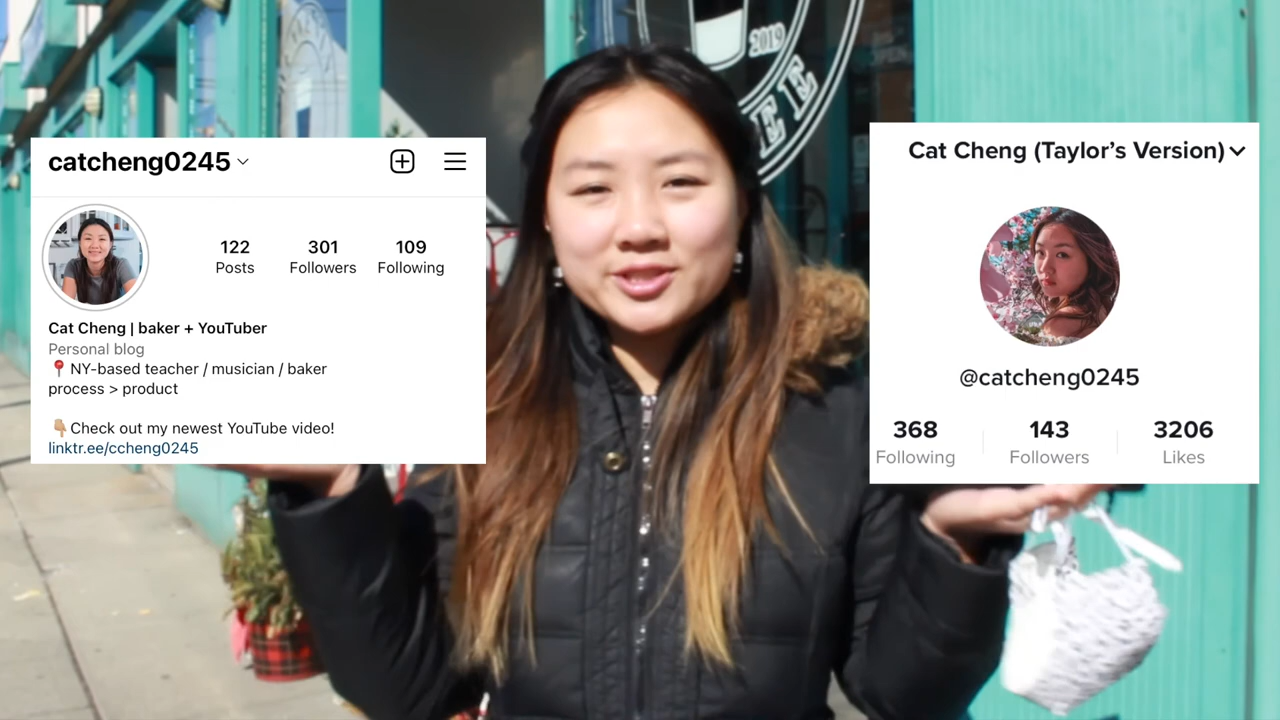 2019
EE
catcheng0245
122
301
109
Posts
Followers
Following
Cat Cheng | baker + YouTuber
Personal blog
📍NY-based teacher / musician / baker
process > product
👇🏼Check out my newest YouTube video!
linktr.ee/ccheng0245
Cat Cheng (Taylor’s Version)
@catcheng0245
368
143
3206
Following
Followers
Likes